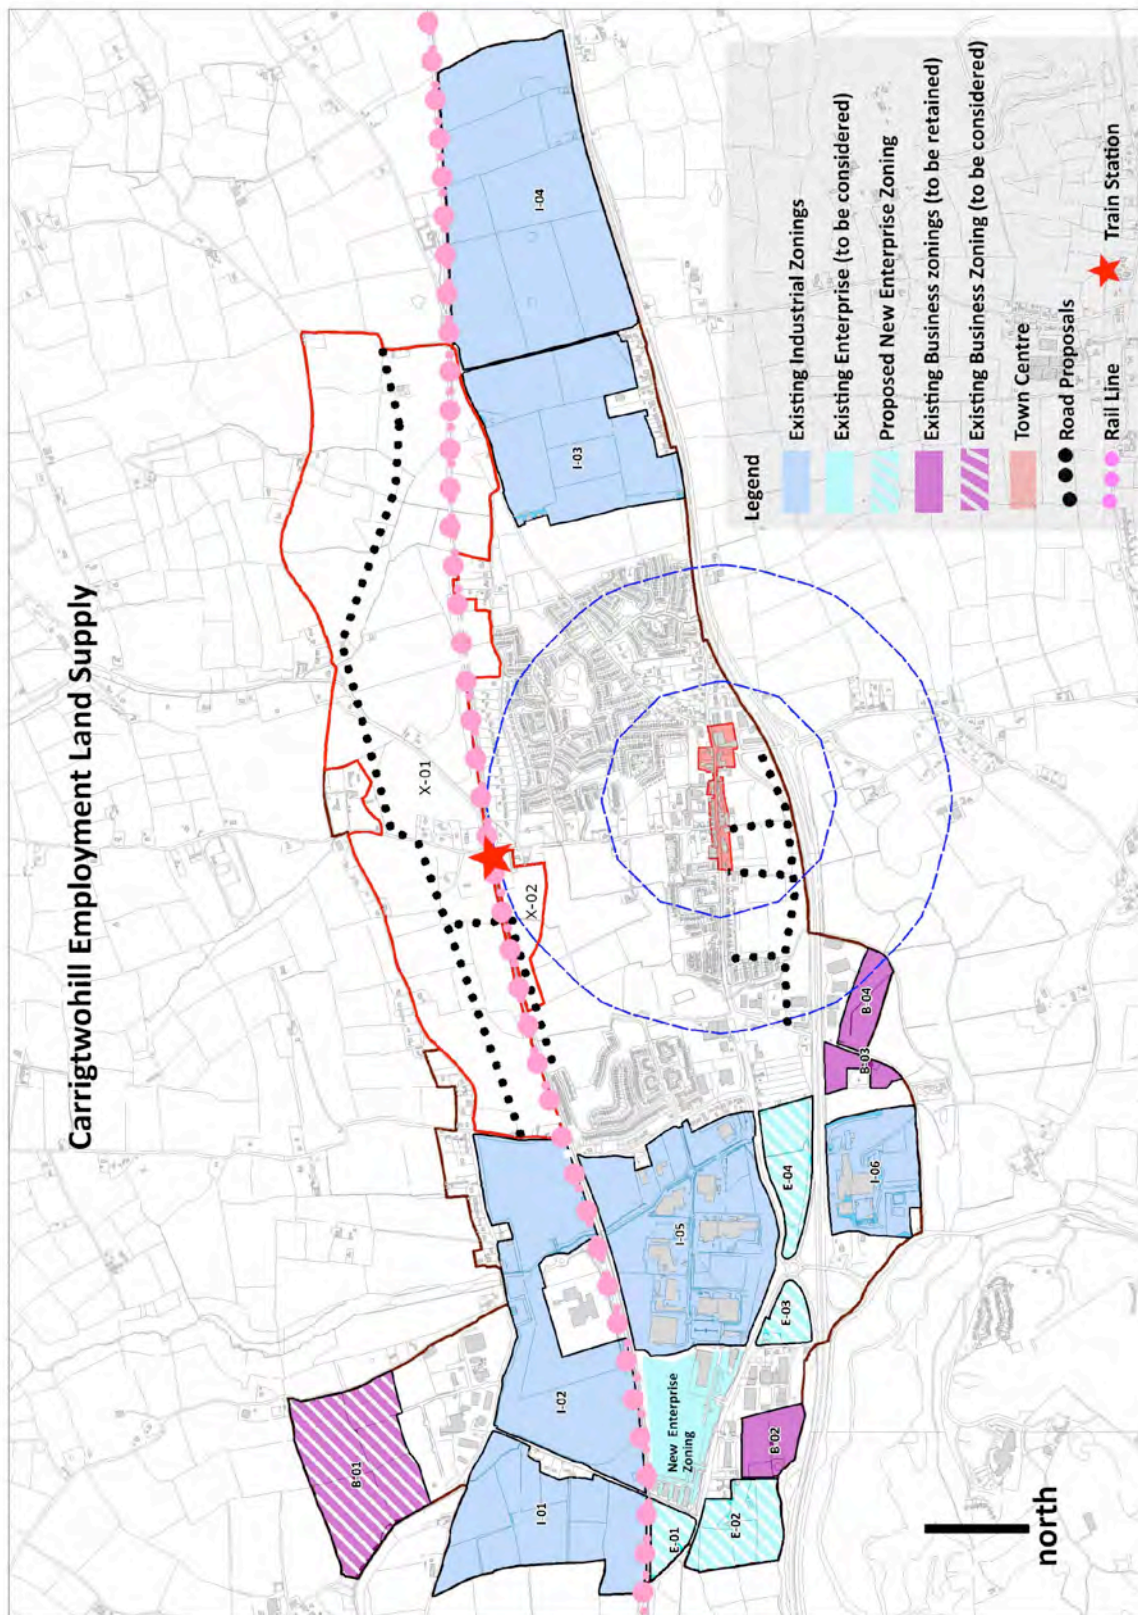 Carrigtwohill Employment Land Supply
B-01
I-01
I-02
X-01
X-02
I-03
I-04
I-05
E-01
New Enterprise
Zoning
E-02
B-02
E-03
E-04
I-06
B-03
B-04
north
Legend
Existing Industrial Zonings
Existing Enterprise (to be considered)
Proposed New Enterprise Zoning
Existing Business zonings (to be retained)
Existing Business Zoning (to be considered)
Town Centre
Road Proposals
Rail Line
Train Station